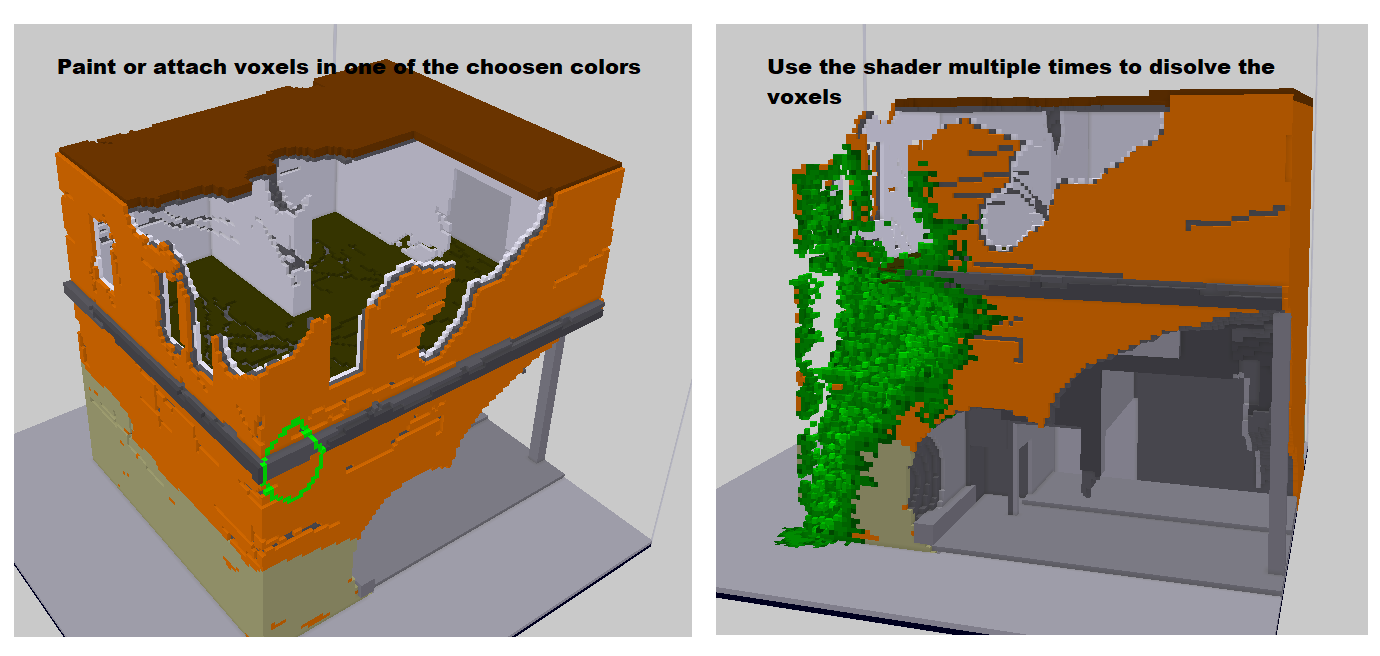 Paint or attach voxels in one of the choosen colors
Use the shader multiple times to disolve the
voxels